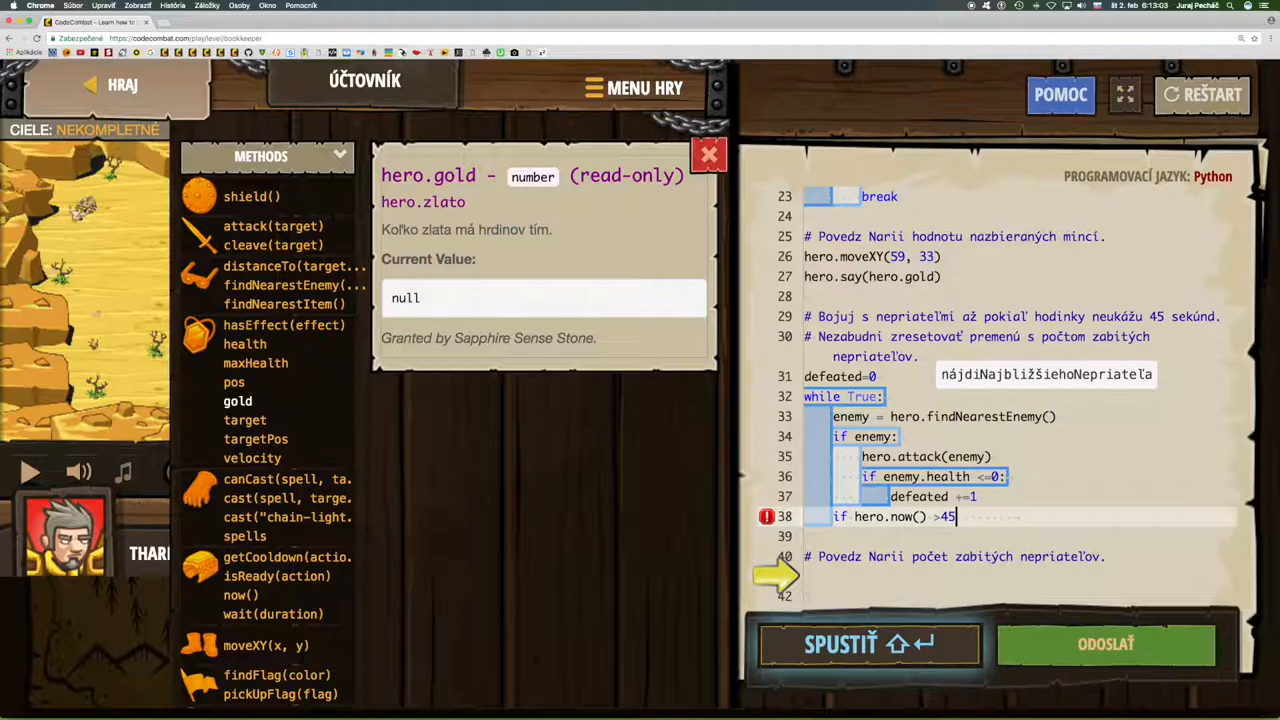 Chrome Súbor Upraviť Zobraziť História Záložky Osoby Okno Pomocník
št 2. feb 6:13:03 Juraj Pecháč
CodeCombat - Learn how to
Zabezpečené https://codecombat.com/play/level/bookkeeper
Aplikácie
HRAJ
ÚČTOVNÍK
MENU HRY
POMOC
REŠTART
CIELE: NEKOMPLETNÉ
METHODS
shield()
attack(target)
cleave(target)
distanceTo(target...
findNearestEnemy(...
findNearestItem()
hasEffect(effect)
health
maxHealth
pos
gold
target
targetPos
velocity
canCast(spell, ta.
cast(spell, targe.
cast("chain-light.
spells
getCooldown(actio.
isReady(action)
now()
wait(duration)
moveXY(x, y)
findFlag(color)
pickUpFlag(flag)
THAR
hero.gold - number (read-only)
hero.zlato
Koľko zlata má hrdinov tím.
Current Value:
null
Granted by Sapphire Sense Stone.
PROGRAMOVACÍ JAZYK: Python
23 break
24
25 # Povedz Narii hodnotu nazbieraných mincí.
26 hero.moveXY(59, 33)
27 hero.say(hero.gold)
28
29 # Bojuj s nepriateľmi až pokiaľ hodinky neukážu 45 sekúnd.
30 # Nezabudni zresetovať premenú s počtom zabitých
nepriateľov.
nájdiNajbližšiehoNepriateľa
31 defeated=0
32 while True:
33 enemy = hero.findNearestEnemy()
34 if enemy:
35 hero.attack(enemy)
36 if enemy.health <=0:
37 defeated +=1
38 if hero.now() >45
39
40 # Povedz Narii počet zabitých nepriateľov.
42
SPUSTIŤ
ODOSLAŤ